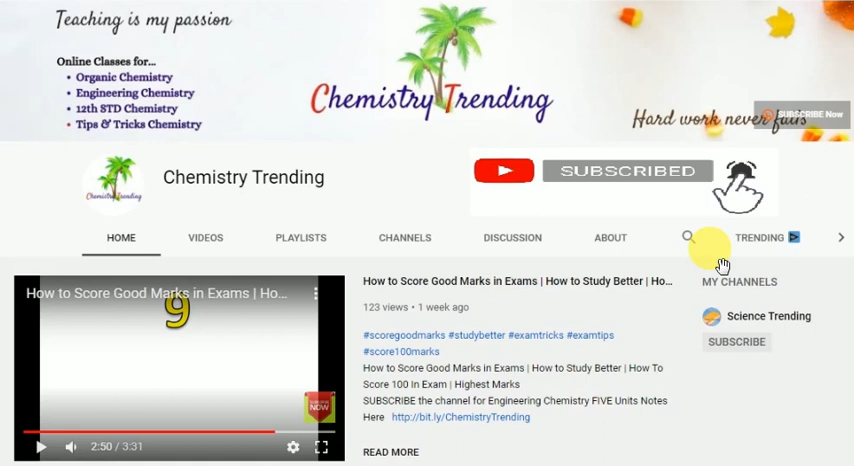 Teaching is my passion
Online Classes for...
• Organic Chemistry
• Engineering Chemistry
• 12th STD Chemistry
• Tips & Tricks Chemistry
Chemistry Trending
Hard work never fails
SUBSCRIBE Now
Chemistry Trending
Chemistry Trending
SUBSCRIBED
HOME
VIDEOS
PLAYLISTS
CHANNELS
DISCUSSION
ABOUT
TRENDING
How to Score Good Marks in Exams | Ho...
9
NOW
2:50 / 3:31
How to Score Good Marks in Exams | How to Study Better | Ho...
123 views • 1 week ago
#scoregoodmarks #studybetter #examtricks #examtips
#score100marks
How to Score Good Marks in Exams | How to Study Better | How To
Score 100 In Exam | Highest Marks
SUBSCRIBE the channel for Engineering Chemistry FIVE Units Notes
Here http://bit.ly/ChemistryTrending
READ MORE
MY CHANNELS
Science Trending
SUBSCRIBE